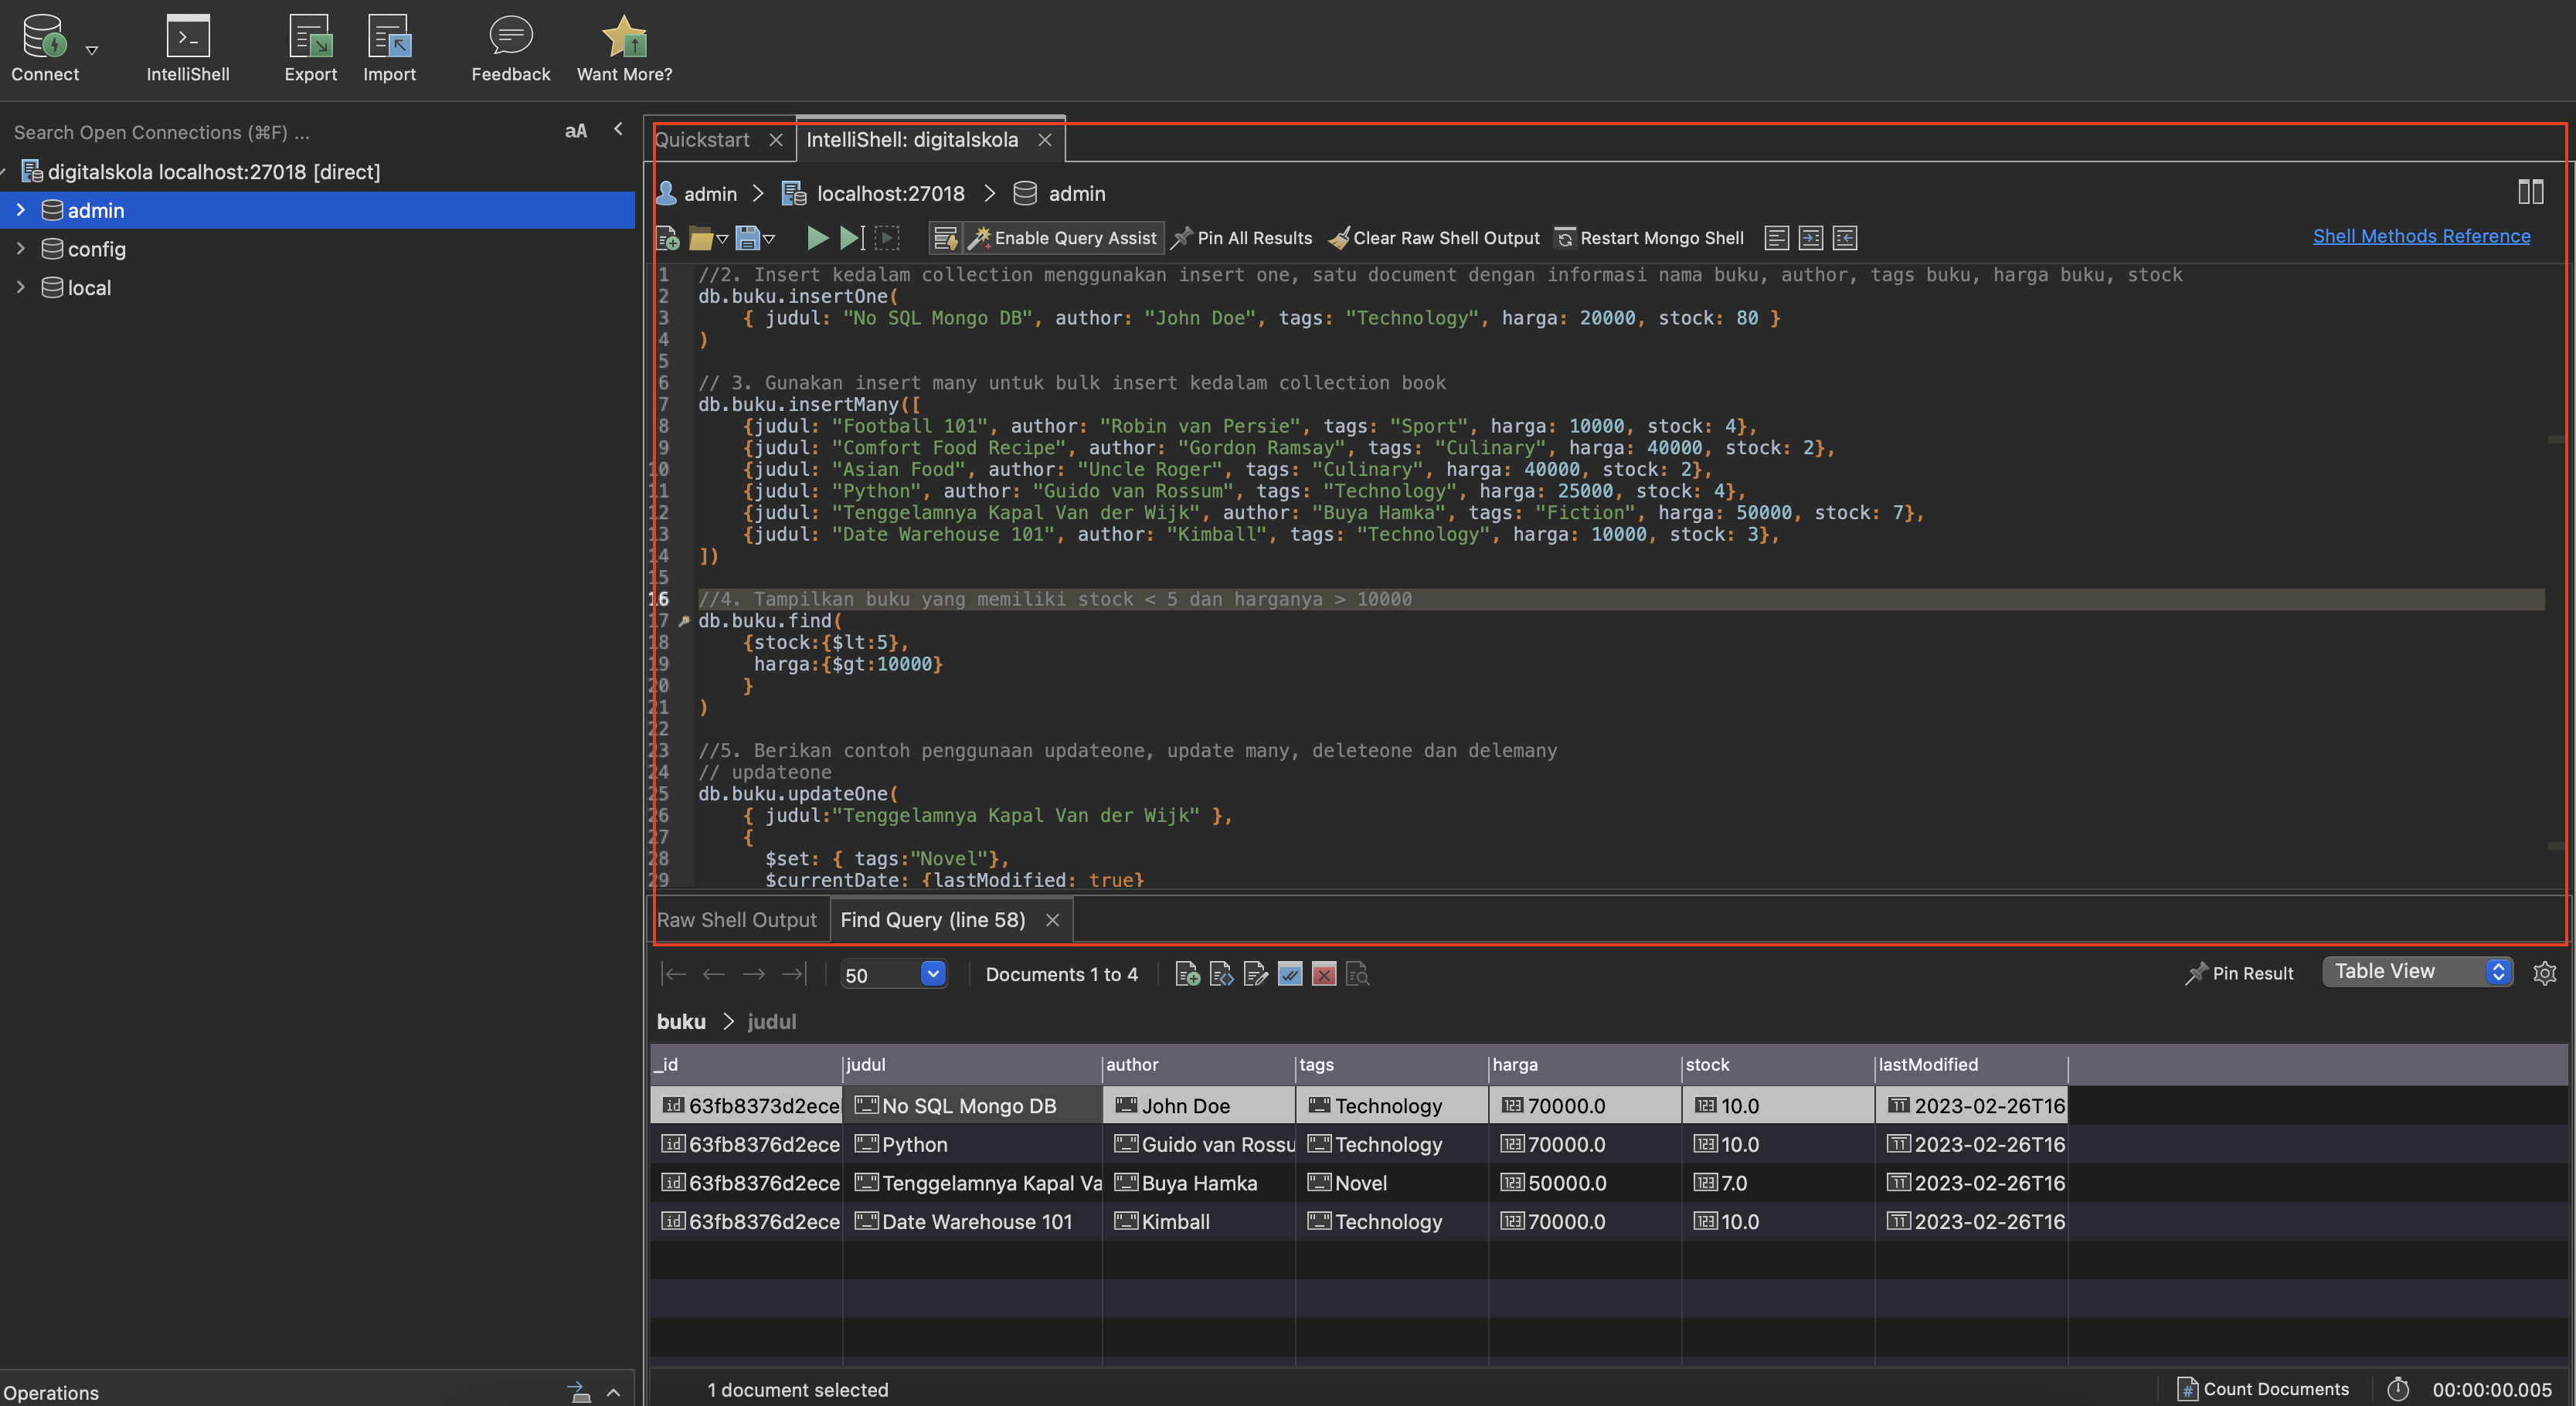 Connect
IntelliShell
Export
Import
Feedback
Want More?
Search Open Connections (⌘F) ...
aA
digitalskola localhost:27018 [direct]
admin
config
local
Quickstart
IntelliShell: digitalskola
admin
localhost:27018
admin
Enable Query Assist
Pin All Results
Clear Raw Shell Output
Restart Mongo Shell
Shell Methods Reference
1 //2. Insert kedalam collection menggunakan insert one, satu document dengan informasi nama buku, author, tags buku, harga buku, stock
2 db.buku.insertOne(
3 { judul: "No SQL Mongo DB", author: "John Doe", tags: "Technology", harga: 20000, stock: 80 }
4 )
5
6 // 3. Gunakan insert many untuk bulk insert kedalam collection book
7 db.buku.insertMany([
8 {judul: "Football 101", author: "Robin van Persie", tags: "Sport", harga: 10000, stock: 4},
9 {judul: "Comfort Food Recipe", author: "Gordon Ramsay", tags: "Culinary", harga: 40000, stock: 2},
10 {judul: "Asian Food", author: "Uncle Roger", tags: "Culinary", harga: 40000, stock: 2},
11 {judul: "Python", author: "Guido van Rossum", tags: "Technology", harga: 25000, stock: 4},
12 {judul: "Tenggelamnya Kapal Van der Wijk", author: "Buya Hamka", tags: "Fiction", harga: 50000, stock: 7},
13 {judul: "Date Warehouse 101", author: "Kimball", tags: "Technology", harga: 10000, stock: 3},
14 ])
15
16 //4. Tampilkan buku yang memiliki stock < 5 dan harganya > 10000
17 db.buku.find(
18 {stock:{$lt:5},
19 harga:{$gt:10000}
20 }
21 )
22
23 //5. Berikan contoh penggunaan updateone, update many, deleteone dan delemany
24 // updateone
25 db.buku.updateOne(
26 { judul:"Tenggelamnya Kapal Van der Wijk" },
27 {
28 $set: { tags:"Novel"},
29 $currentDate: {lastModified: true}
Raw Shell Output
Find Query (line 58)
50
Documents 1 to 4
Pin Result
Table View
buku > judul
_id judul author tags harga stock lastModified
63fb8373d2ece No SQL Mongo DB John Doe Technology 70000.0 10.0 2023-02-26T16
63fb8376d2ece Python Guido van Rossu Technology 70000.0 10.0 2023-02-26T16
63fb8376d2ece Tenggelamnya Kapal Va Buya Hamka Novel 50000.0 7.0 2023-02-26T16
63fb8376d2ece Date Warehouse 101 Kimball Technology 70000.0 10.0 2023-02-26T16
Operations
1 document selected
Count Documents
00:00:00.005